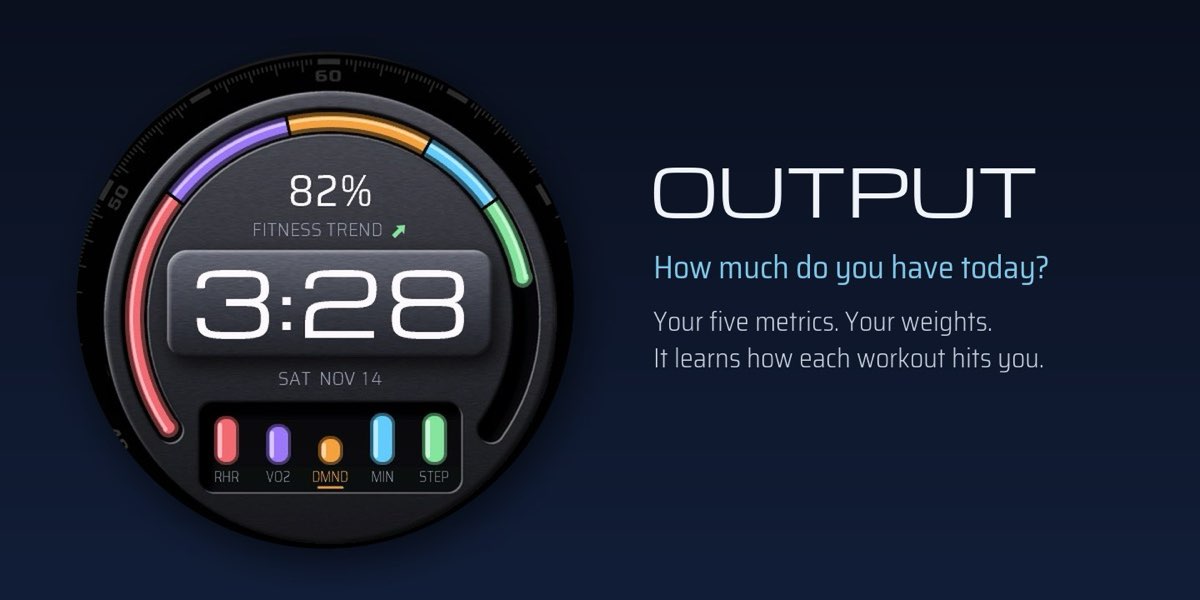 60
50
40
82%
FITNESS TREND
3:28
SAT NOV 14
RHR VO2 DMND MIN STEP
OUTPUT
How much do you have today?
Your five metrics. Your weights.
It learns how each workout hits you.